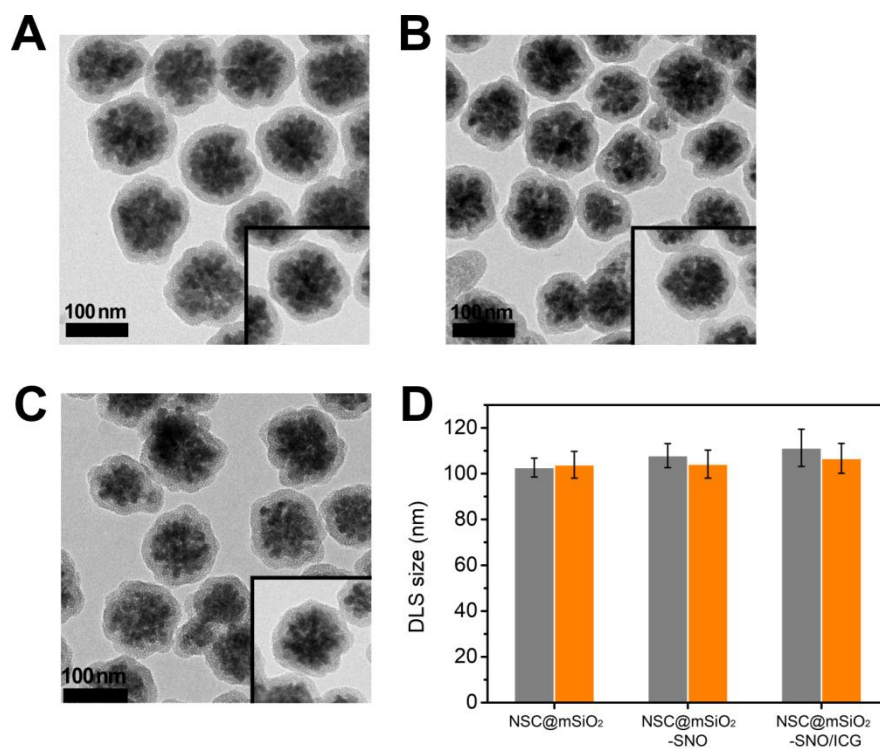 A
100 nm
B
100 nm
C
100 nm
D
DLS size (nm)
120
100
80
60
40
20
0
NSC@mSiO₂
NSC@mSiO₂
-SNO
NSC@mSiO₂
-SNO/ICG